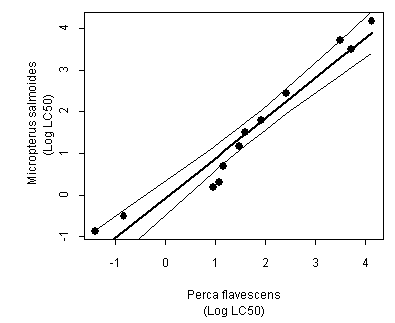 Micropterus salmoides
(Log LC50)
4
3
2
1
0
-1
-1 0 1 2 3 4
Perca flavescens
(Log LC50)